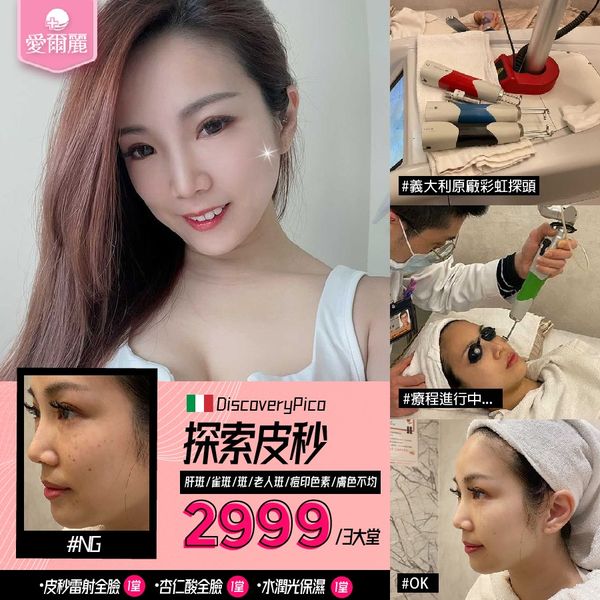 愛爾麗
#義大利原廠彩虹探頭
#療程進行中...
DiscoveryPico
探索皮秒
肝斑/雀斑/斑/老人斑/痘印色素/膚色不均
2999/3大堂
#NG
#OK
•皮秒雷射全臉 1堂 •杏仁酸全臉 1堂 •水潤光保濕 1堂